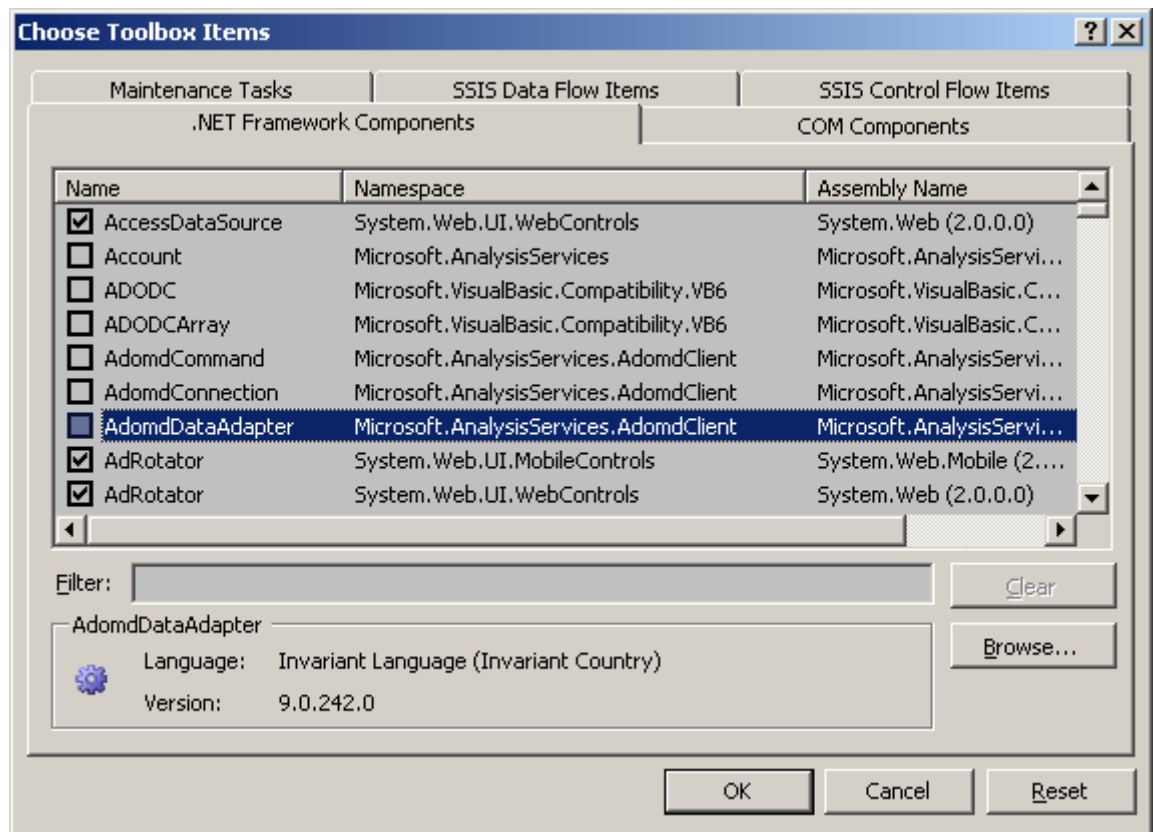 Choose Toolbox Items
Maintenance Tasks SSIS Data Flow Items SSIS Control Flow Items
.NET Framework Components COM Components
Name Namespace Assembly Name
AccessDataSource System.Web.UI.WebControls System.Web (2.0.0.0)
Account Microsoft.AnalysisServices Microsoft.AnalysisServi...
ADODC Microsoft.VisualBasic.Compatibility.VB6 Microsoft.VisualBasic.C...
ADODCArray Microsoft.VisualBasic.Compatibility.VB6 Microsoft.VisualBasic.C...
AdomdCommand Microsoft.AnalysisServices.AdomdClient Microsoft.AnalysisServi...
AdomdConnection Microsoft.AnalysisServices.AdomdClient Microsoft.AnalysisServi...
AdomdDataAdapter Microsoft.AnalysisServices.AdomdClient Microsoft.AnalysisServi...
AdRotator System.Web.UI.MobileControls System.Web.Mobile (2....
AdRotator System.Web.UI.WebControls System.Web (2.0.0.0)
Filter: Clear
AdomdDataAdapter
Browse...
Language: Invariant Language (Invariant Country)
Version: 9.0.242.0
OK Cancel Reset